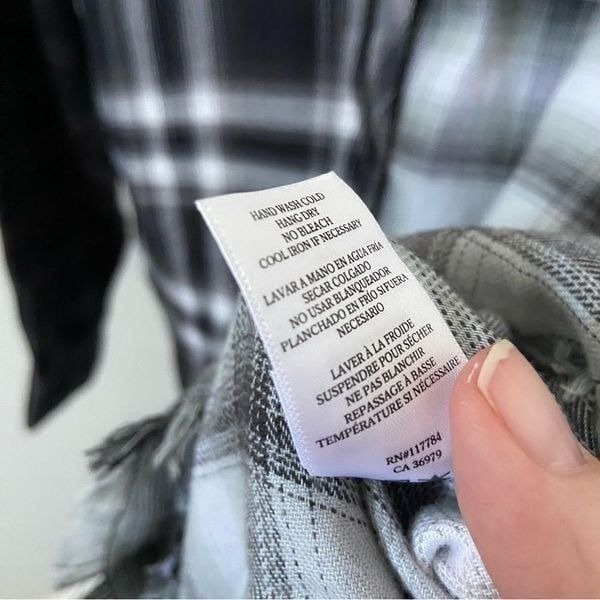 HAND WASH COLD
HANG DRY
NO BLEACH
COOL IRON IF NECESSARY
LAVAR A MANO EN AGUA FRIA
SECAR COLGADO
NO USAR BLANQUEADOR
PLANCHADO EN FRÍO SI FUERA
NECESARIO
LAVER À LA FROIDE
SUSPENDRE POUR SÈCHER
NE PAS BLANCHIR
REPASSAGE À BASSE
TEMPÉRATURE SI NÉCESSAIRE
RN#117784
CA 36979